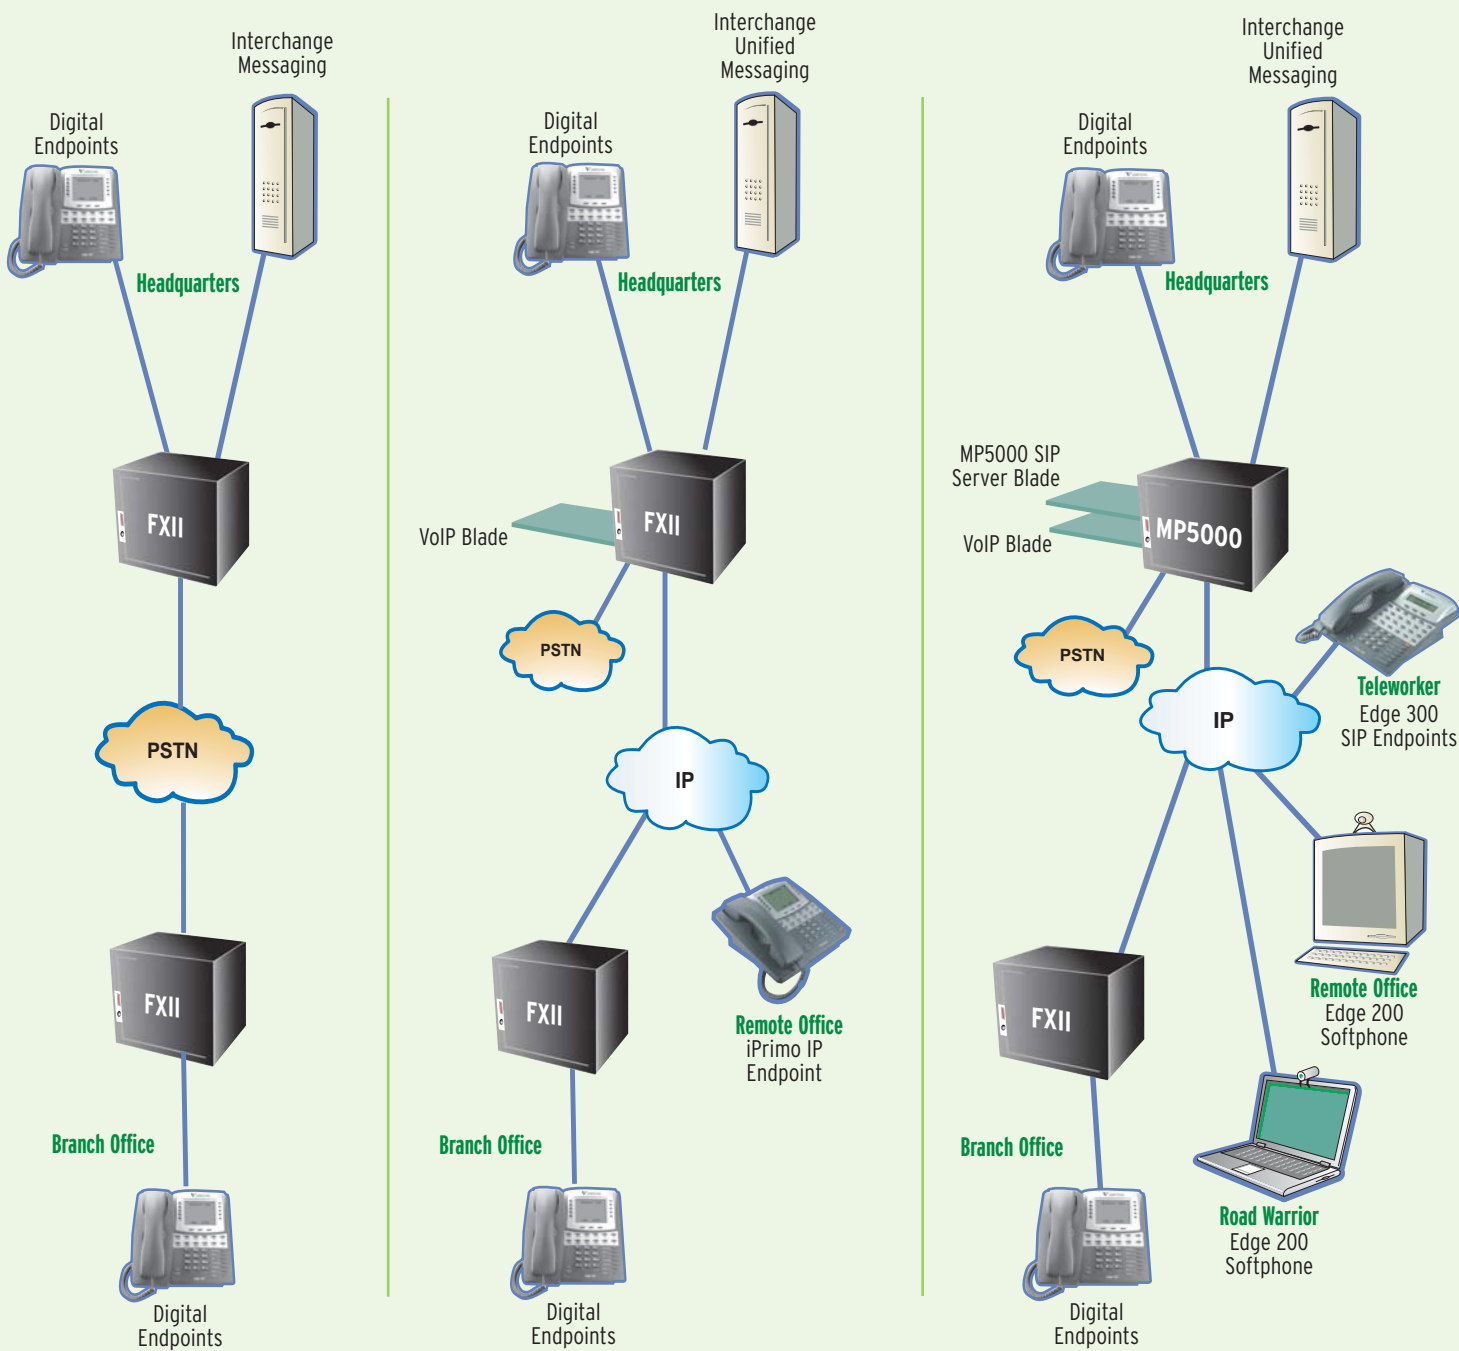 Interchange
Messaging
Digital
Endpoints
Headquarters
FXII
PSTN
FXII
Branch Office
Digital
Endpoints
Interchange
Unified
Messaging
Digital
Endpoints
Headquarters
VoIP Blade
FXII
PSTN
IP
FXII
Remote Office
iPrimo IP
Endpoint
Branch Office
Digital
Endpoints
Interchange
Unified
Messaging
Digital
Endpoints
Headquarters
MP5000 SIP
Server Blade
VoIP Blade
MP5000
PSTN
IP
Teleworker
Edge 300
SIP Endpoints
Remote Office
Edge 200
Softphone
FXII
Branch Office
Road Warrior
Edge 200
Softphone
Digital
Endpoints